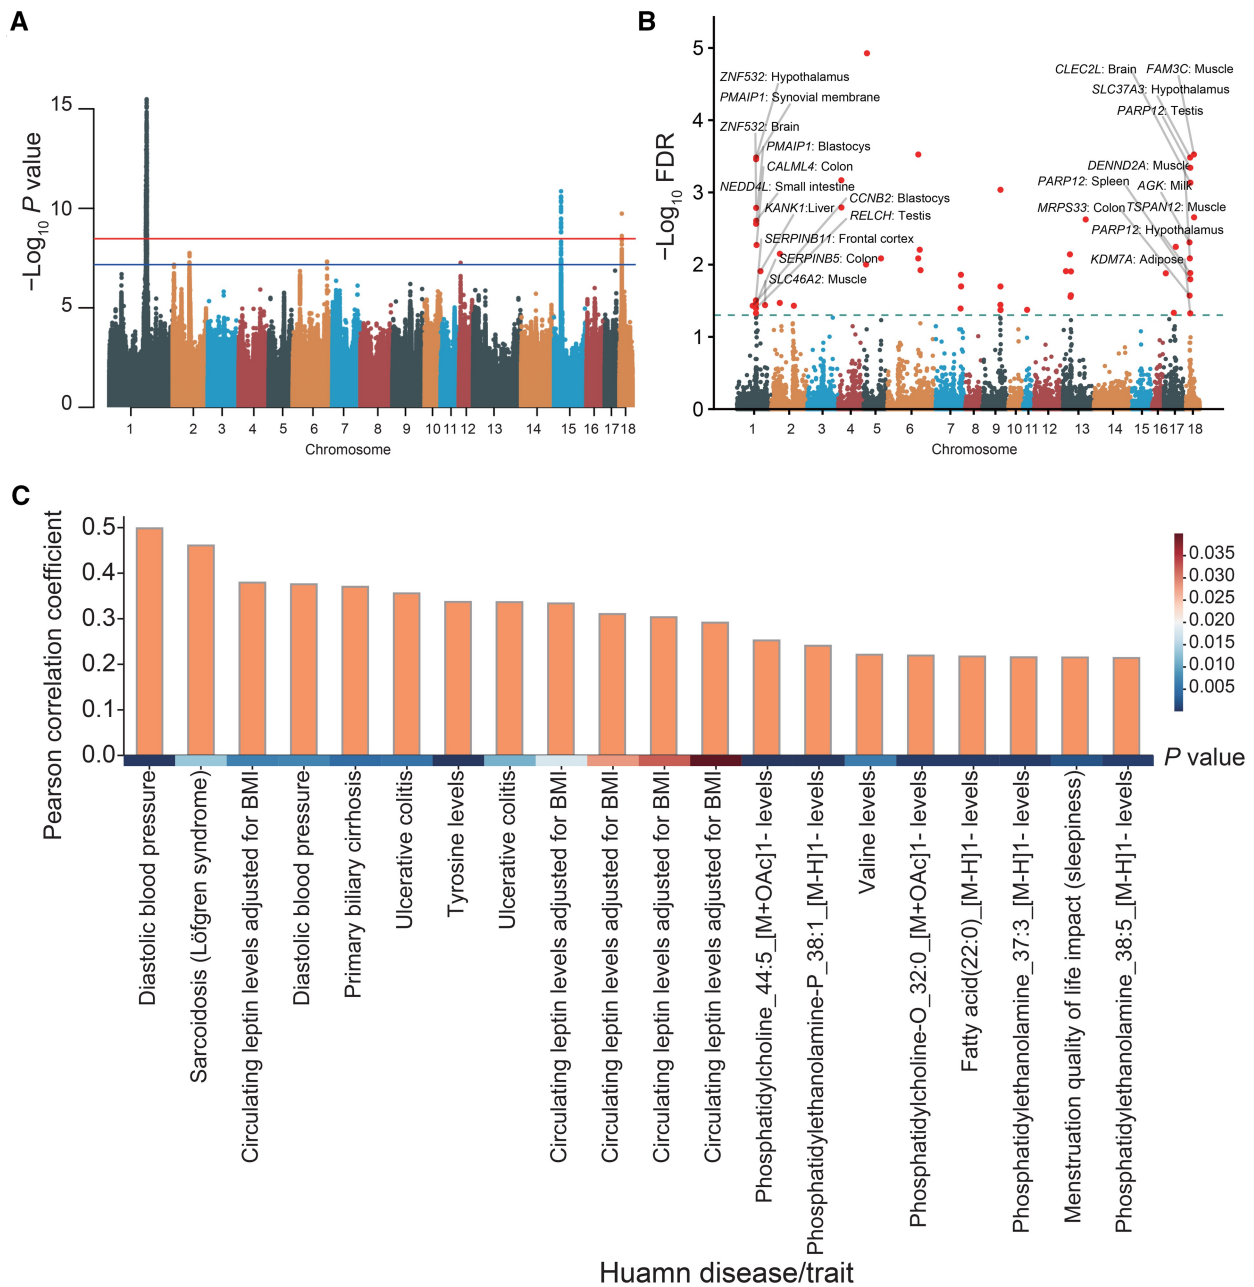 A
−Log10 P value
15
10
5
0
1 2 3 4 5 6 7 8 9 10 11 12 13 14 15 16 17 18
Chromosome
B
−Log10 FDR
5
4
3
2
1
0
ZNF532: Hypothalamus
PMAIP1: Synovial membrane
ZNF532: Brain
PMAIP1: Blastocys
CALML4: Colon
NEDD4L: Small intestine
CCNB2: Blastocys
KANK1:Liver
RELCH: Testis
SERPINB11: Frontal cortex
SERPINB5: Colon
SLC46A2: Muscle
CLEC2L: Brain FAM3C: Muscle
SLC37A3: Hypothalamus
PARP12: Testis
DENND2A: Muscle
PARP12: Spleen AGK: Milk
MRPS33: Colon TSPAN12: Muscle
PARP12: Hypothalamus
KDM7A: Adipose
1 2 3 4 5 6 7 8 9 10 11 12 13 14 15 16 17 18
Chromosome
C
Pearson correlation coefficient
0.5
0.4
0.3
0.2
0.1
0.0
0.035
0.030
0.025
0.020
0.015
0.010
0.005
P value
Diastolic blood pressure
Sarcoidosis (Löfgren syndrome)
Circulating leptin levels adjusted for BMI
Diastolic blood pressure
Primary biliary cirrhosis
Ulcerative colitis
Tyrosine levels
Ulcerative colitis
Circulating leptin levels adjusted for BMI
Circulating leptin levels adjusted for BMI
Circulating leptin levels adjusted for BMI
Circulating leptin levels adjusted for BMI
Phosphatidylcholine_44:5_[M+OAc]1- levels
Phosphatidylethanolamine-P_38:1_[M-H]1- levels
Valine levels
Phosphatidylcholine-O_32:0_[M+OAc]1- levels
Fatty acid(22:0)_[M-H]1- levels
Phosphatidylethanolamine_37:3_[M-H]1- levels
Menstruation quality of life impact (sleepiness)
Phosphatidylethanolamine_38:5_[M-H]1- levels
Huamn disease/trait